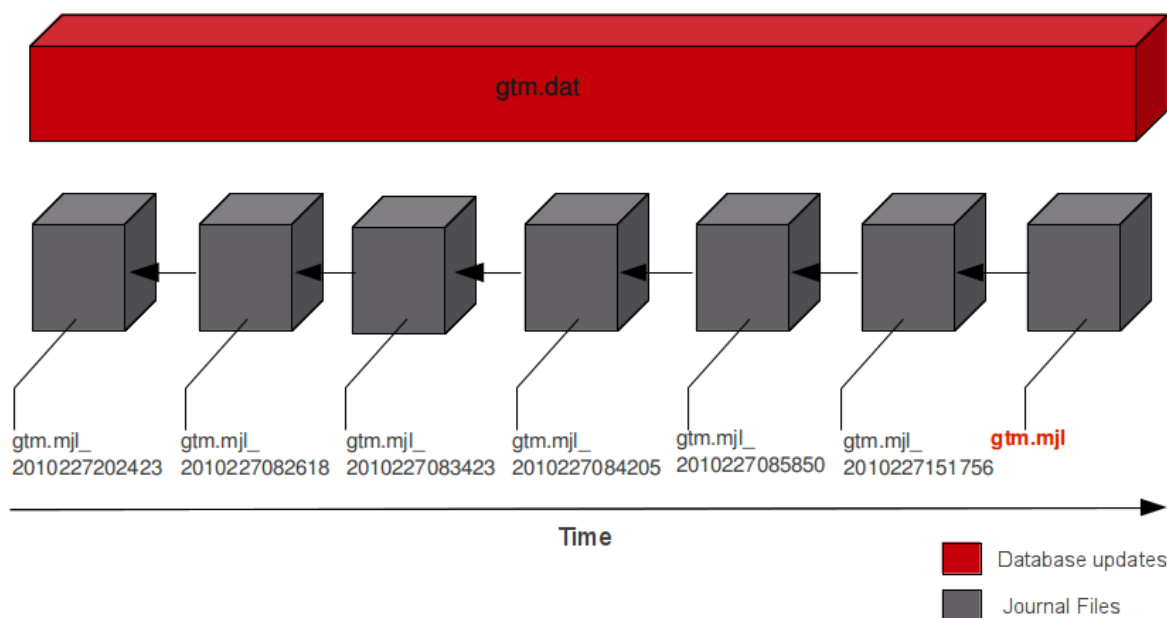 gtm.dat
gtm.mjl_
2010227202423
gtm.mjl_
2010227082618
gtm.mjl_
2010227083423
gtm.mjl_
2010227084205
gtm.mjl_
2010227085850
gtm.mjl_
2010227151756
gtm.mjl
Time
Database updates
Journal Files